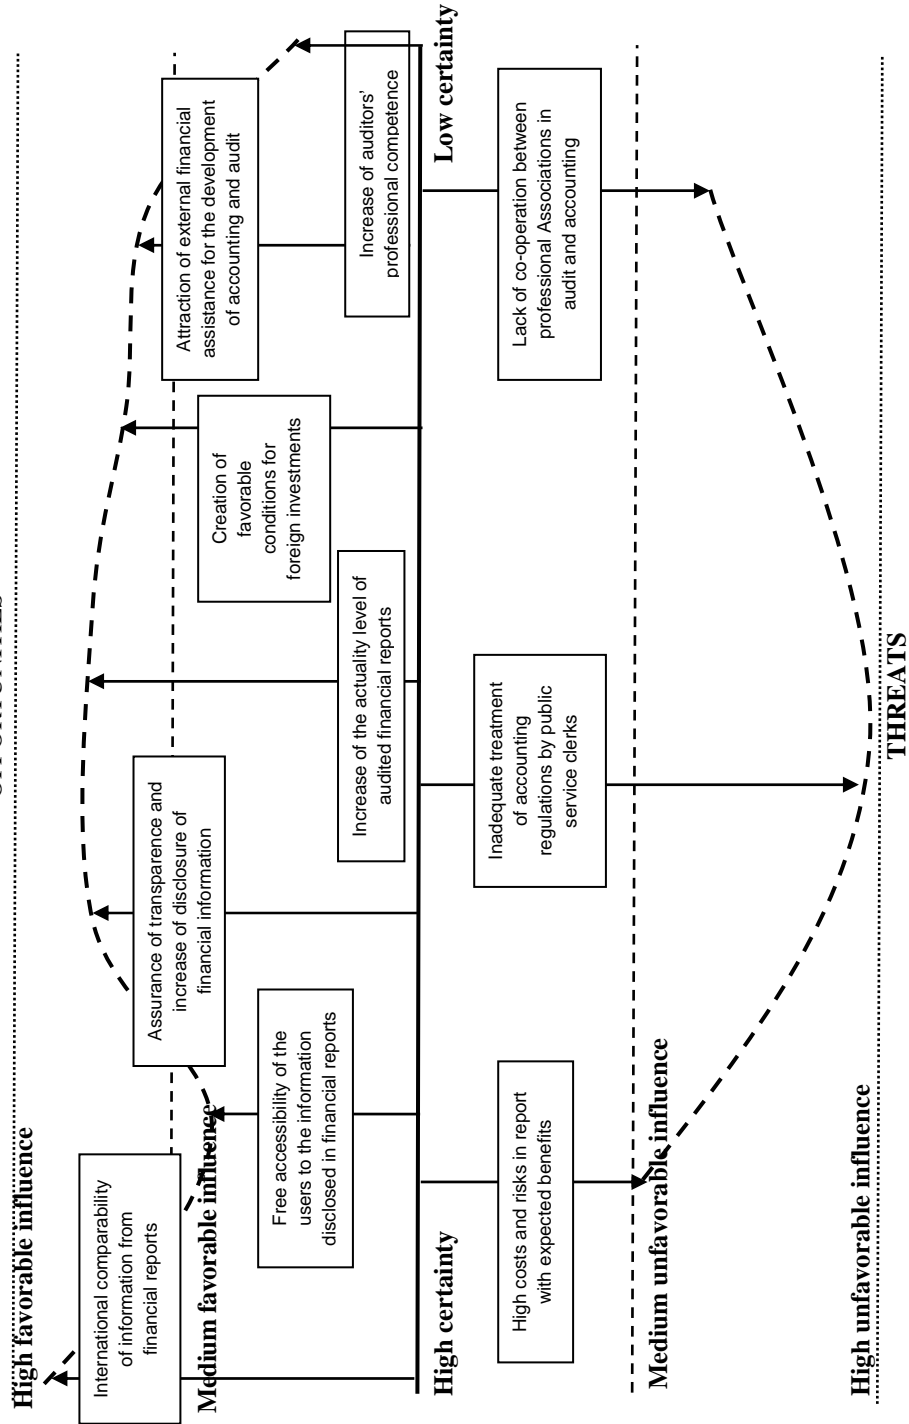 High favorable influence
International comparability
of information from
financial reports
Medium favorable influence
Assurance of transparence and
increase of disclosure of
financial information
Free accessibility of the
users to the information
disclosed in financial reports
Increase of the actuality level of
audited financial reports
Creation of
favorable
conditions for
foreign investments
Attraction of external financial
assistance for the development
of accounting and audit
Increase of auditors’
professional competence
High certainty
Low certainty
High costs and risks in report
with expected benefits
Inadequate treatment
of accounting
regulations by public
service clerks
Lack of co-operation between
professional Associations in
audit and accounting
Medium unfavorable influence
High unfavorable influence
THREATS